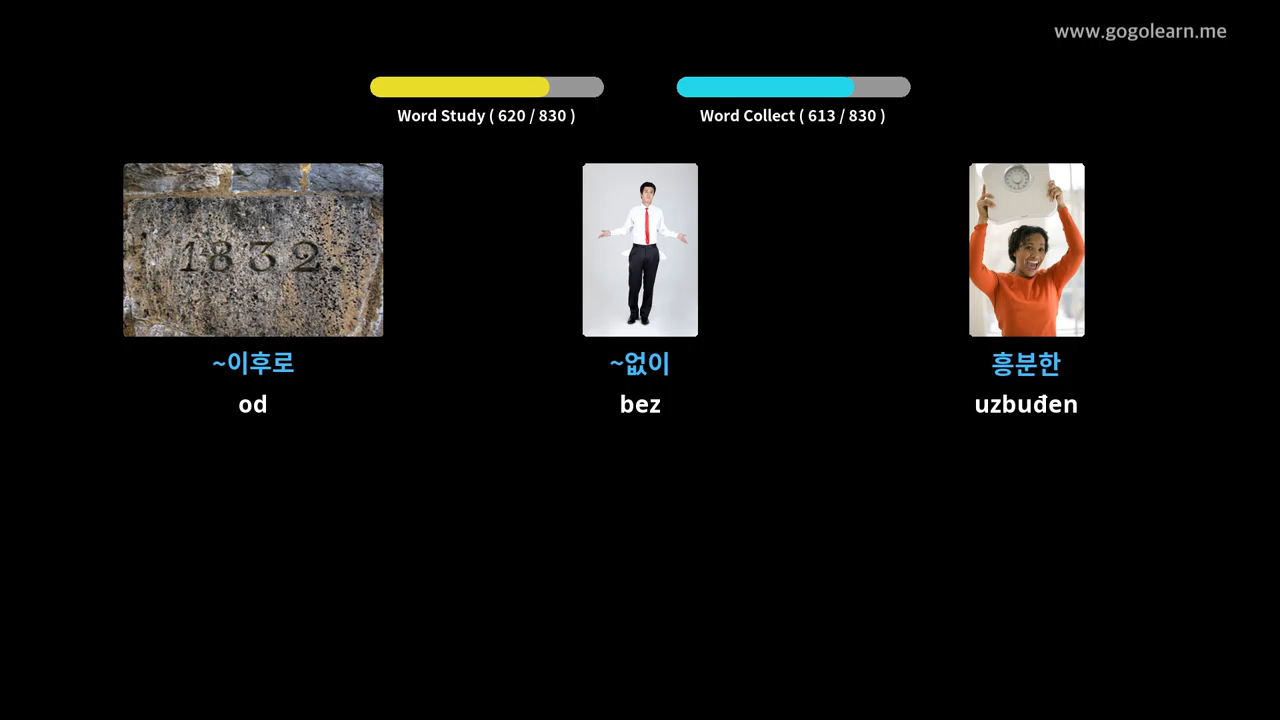 www.gogolearn.me
Word Study ( 620 / 830 )
Word Collect ( 613 / 830 )
1832.
~이후로
~없이
흥분한
od
bez
uzbuđen